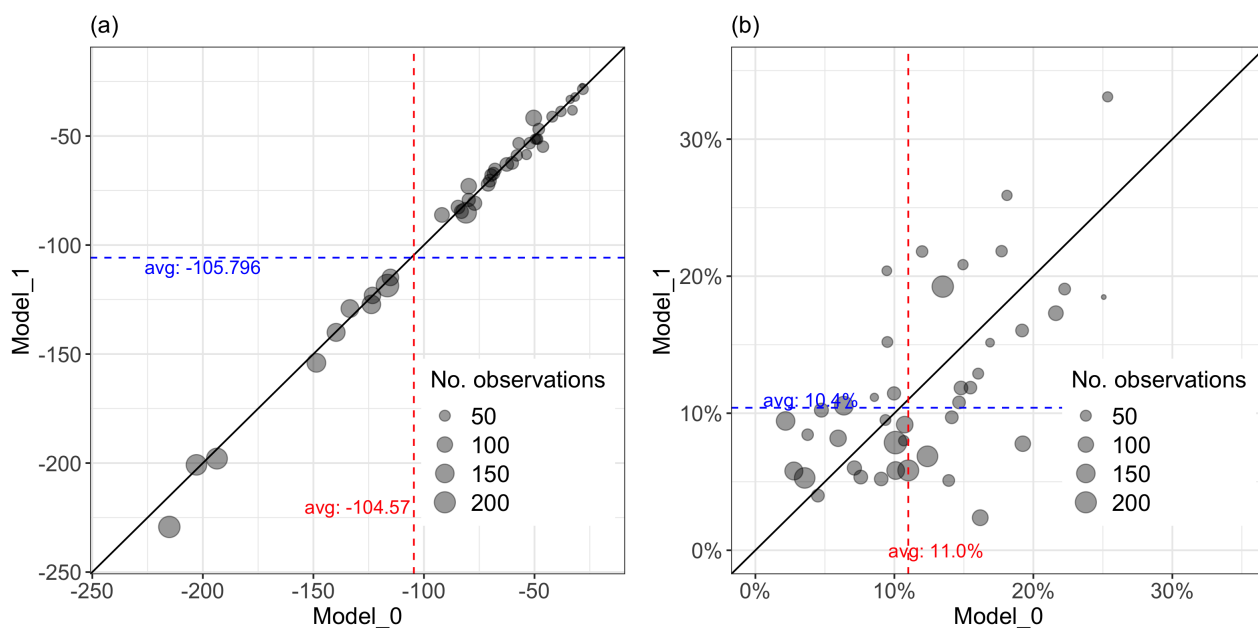 (a)
-50
-100
-150
-200
-250
Model_1
avg: -105.796
avg: -104.57
No. observations
50
100
150
200
-250
-200
-150
-100
-50
Model_0
(b)
30%
20%
10%
0%
Model_1
avg: 10.4%
avg: 11.0%
No. observations
50
100
150
200
0%
10%
20%
30%
Model_0